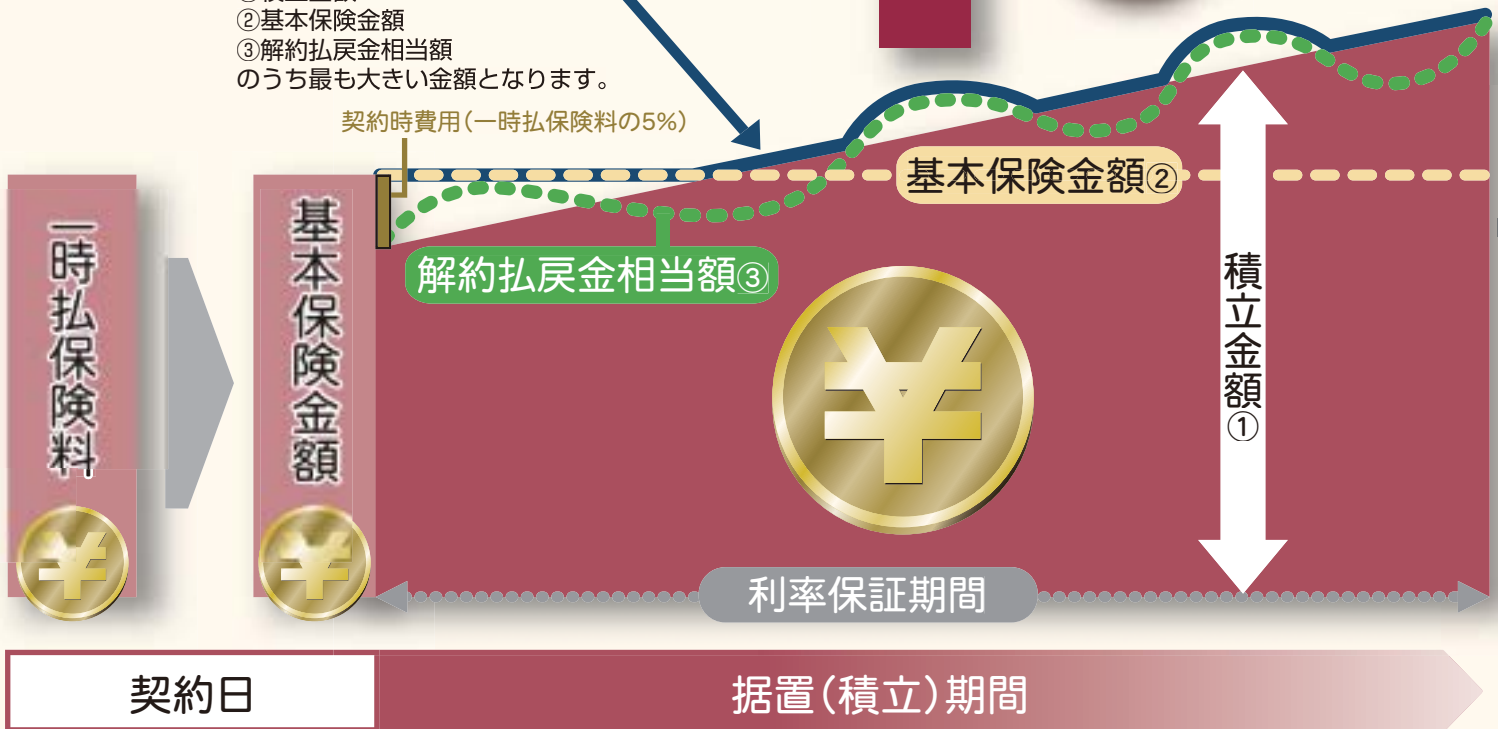 ②基本保険金額
③解約払戻金相当額
のうち最も大きい金額となります。
契約時費用(一時払保険料の5%)
基本保険金額②
解約払戻金相当額③
積立金額①
一時払保険料
基本保険金額
利率保証期間
契約日
据置(積立)期間